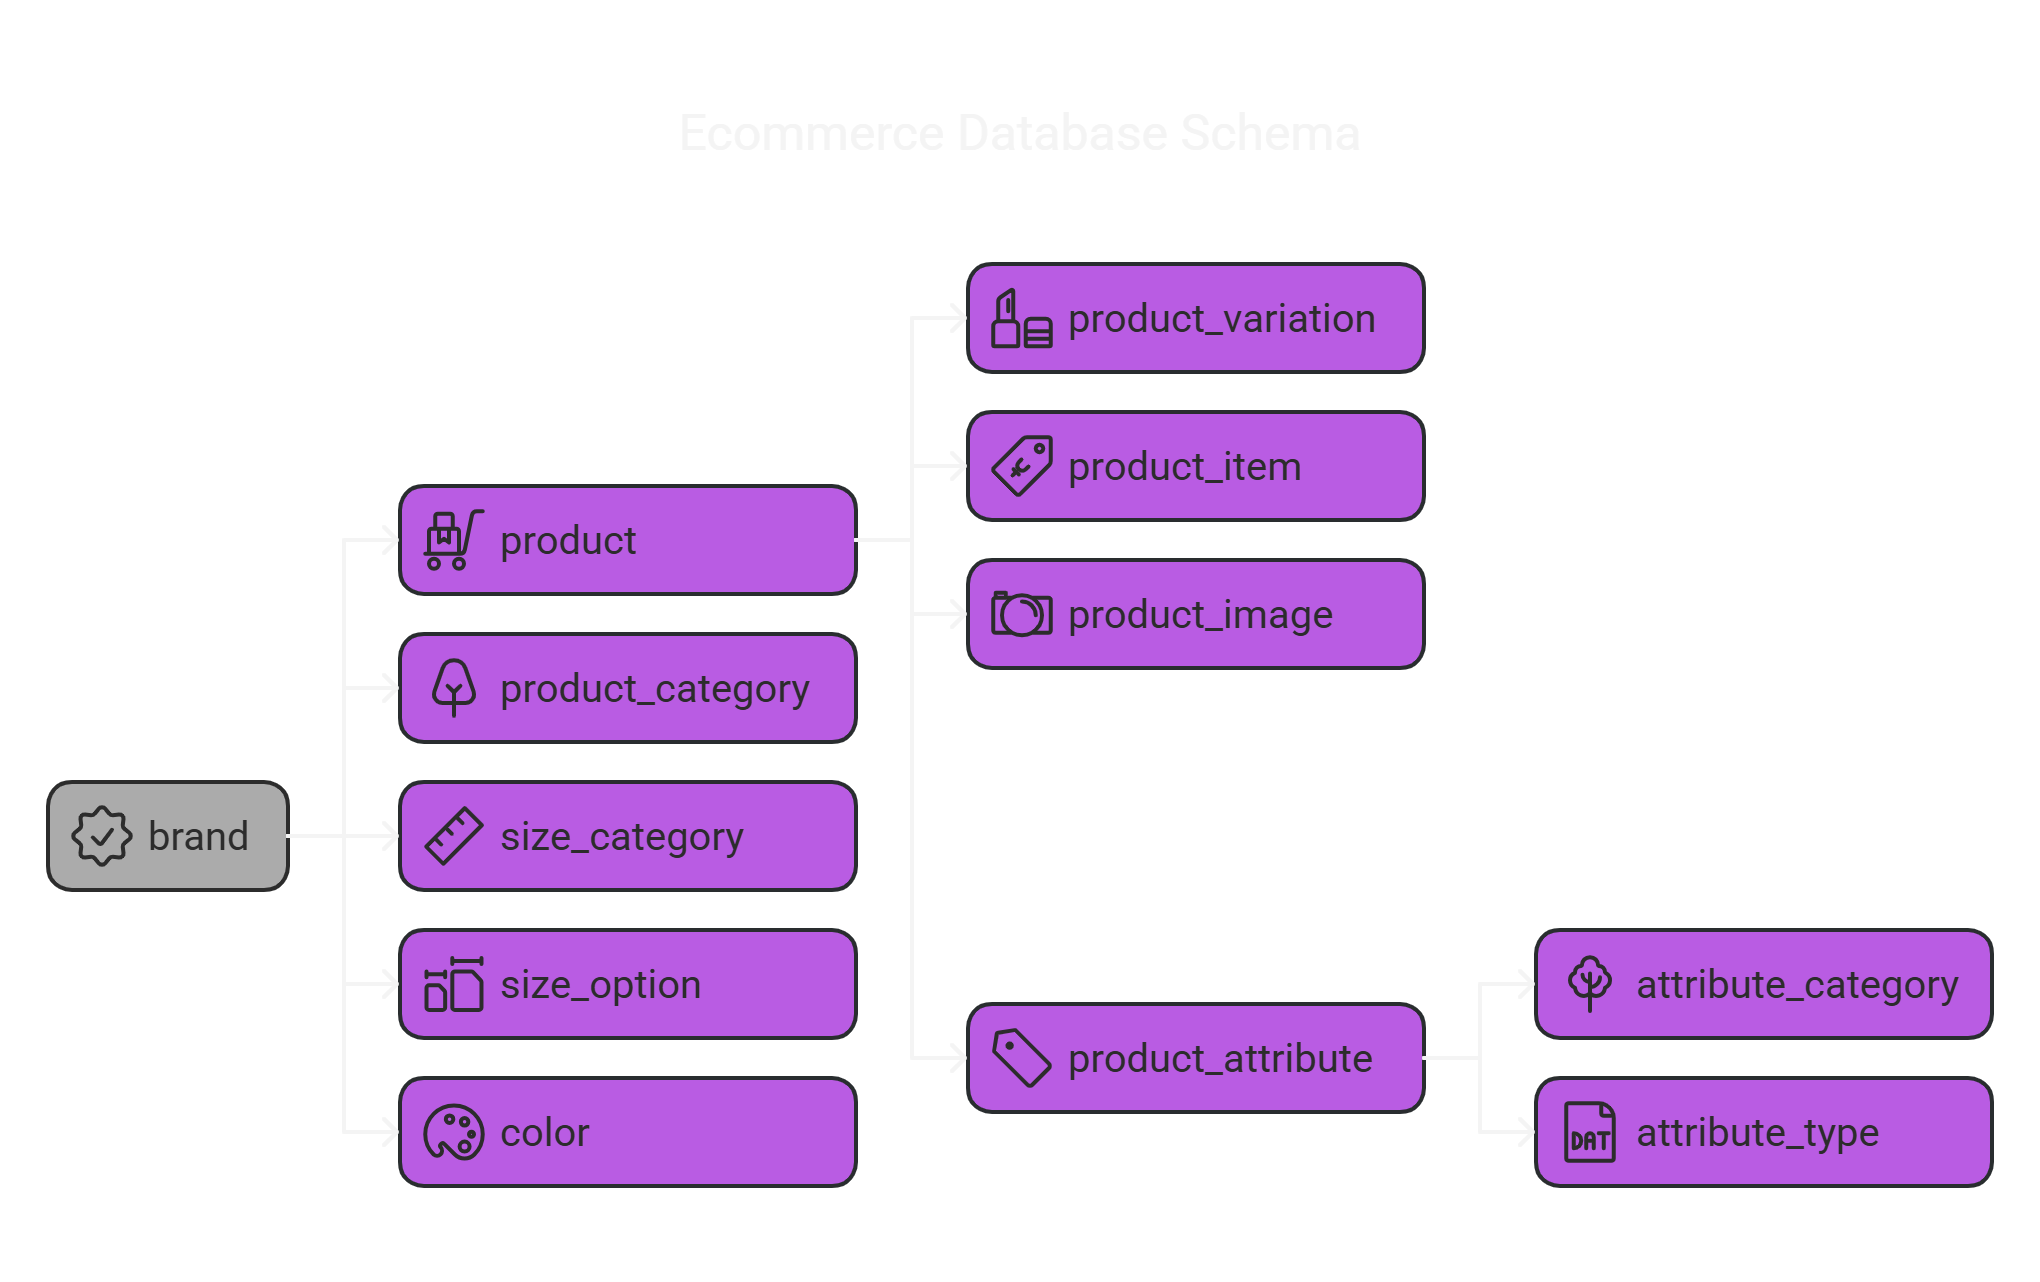 Ecommerce Database Schema
product_variation
product_item
product
product_image
product_category
brand
size_category
size_option
attribute_category
product_attribute
color
attribute_type
DAT